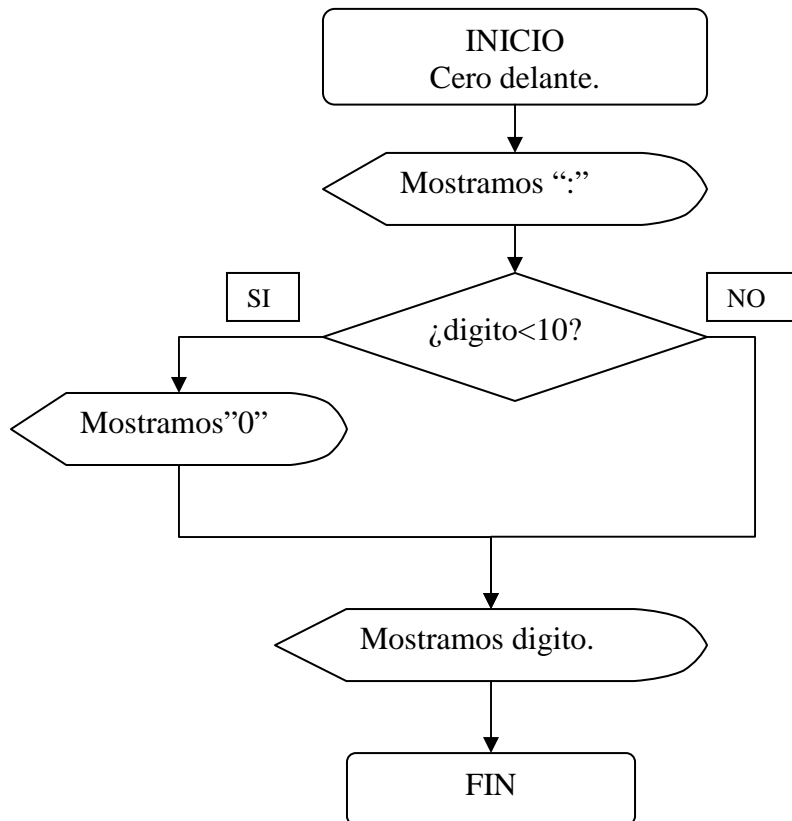 INICIO
Cero delante.
Mostramos “:”
SI
NO
¿digito<10?
Mostramos”0”
Mostramos digito.
FIN